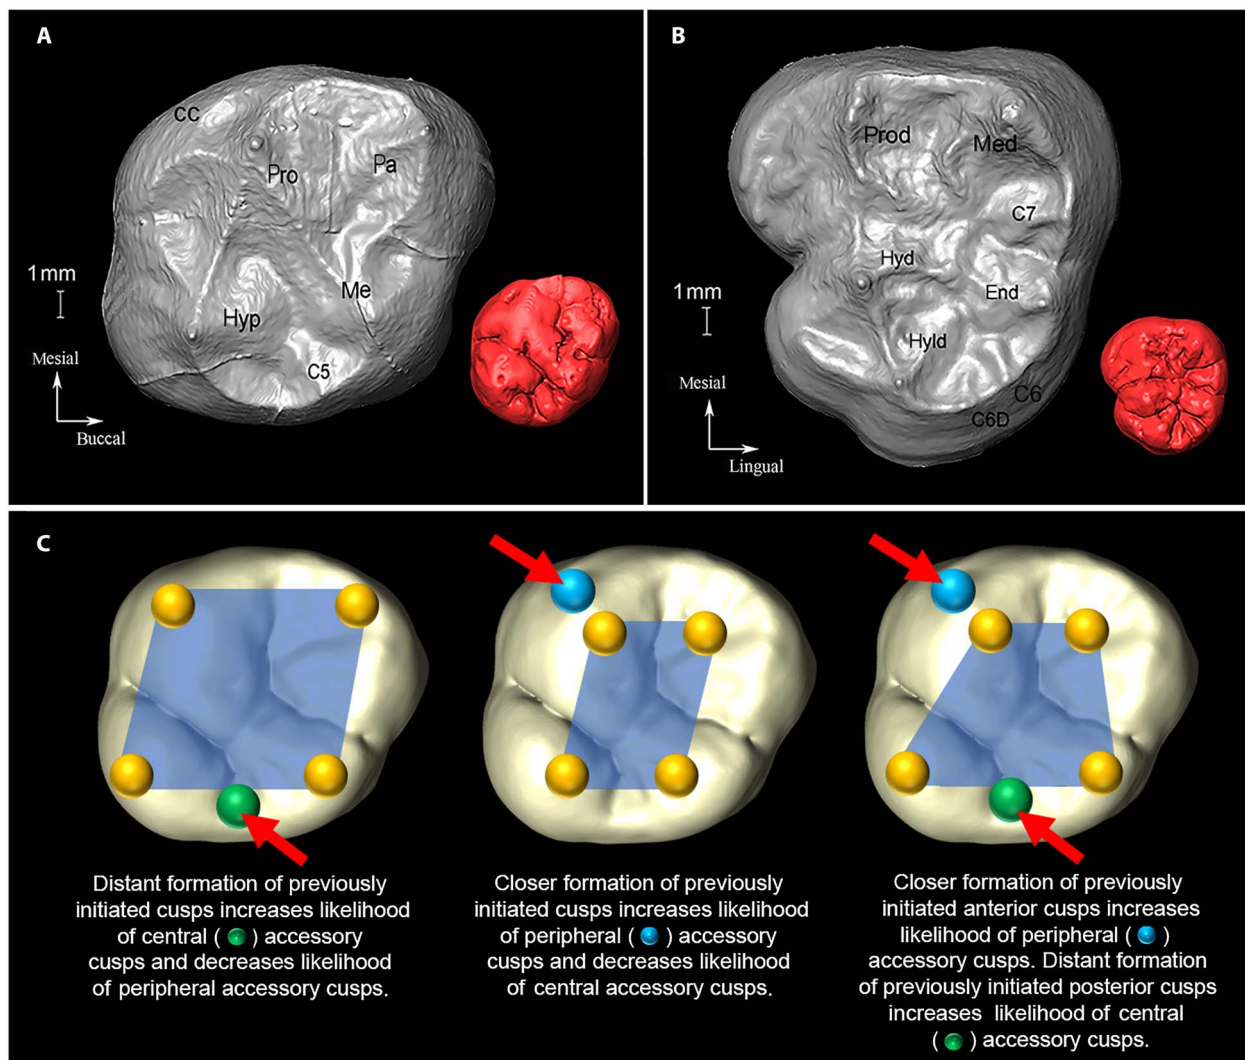 A
CC
Pro
Pa
Me
Hyp
C5
1mm
Mesial
Buccal
B
Prod
Med
C7
Hyd
End
Hyld
C6
C6D
1mm
Mesial
Lingual
C
Distant formation of previously
initiated cusps increases likelihood
of central ( ) accessory
cusps and decreases likelihood
of peripheral accessory cusps.
Closer formation of previously
initiated cusps increases likelihood
of peripheral ( ) accessory
cusps and decreases likelihood
of central accessory cusps.
Closer formation of previously
initiated anterior cusps increases
likelihood of peripheral ( )
accessory cusps. Distant formation
of previously initiated posterior cusps
increases likelihood of central
( ) accessory cusps.